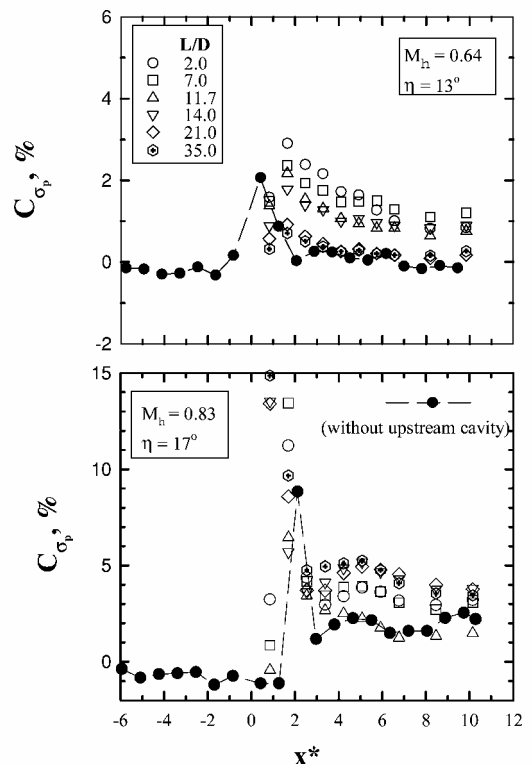 6
L/D
2.0
7.0
11.7
14.0
21.0
35.0
Mh = 0.64
η = 13°
4
2
0
-2
Cσp, %
15
Mh = 0.83
η = 17°
(without upstream cavity)
10
5
0
Cσp, %
-6 -4 -2 0 2 4 6 8 10 12
x*